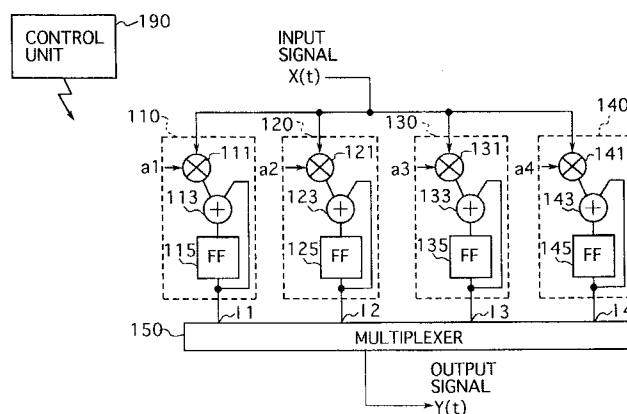 CONTROL
UNIT
190
INPUT
SIGNAL
X(t)
110
120
130
140
a1
111
a2
121
a3
131
a4
141
113
123
133
143
115
FF
125
FF
135
FF
145
FF
150
11
12
13
14
MULTIPLEXER
OUTPUT
SIGNAL
Y(t)